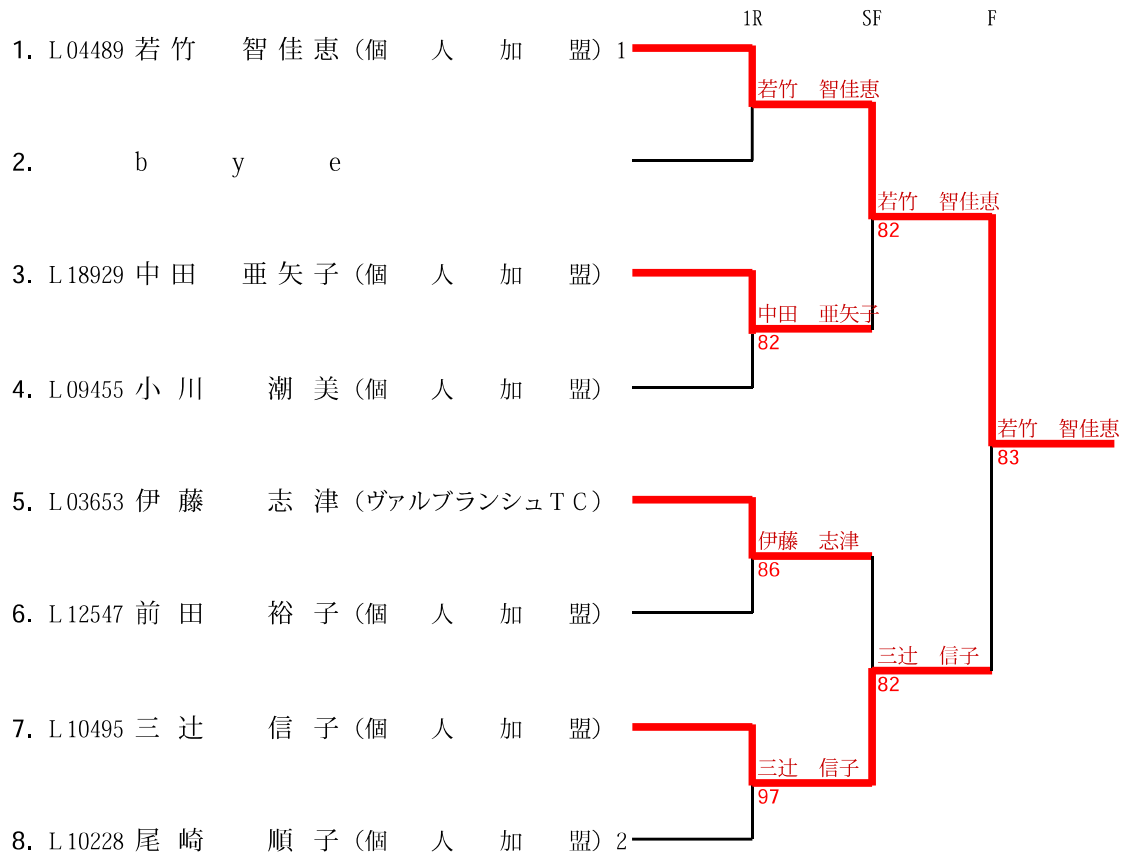 1R SF F
1. L04489 若竹 智佳恵 (個人加盟) 1
若竹 智佳恵
2. bye
若竹 智佳恵
82
3. L18929 中田 亜矢子 (個人加盟)
中田 亜矢子
82
4. L09455 小川 潮美 (個人加盟)
若竹 智佳恵
83
5. L03653 伊藤 志津 (ヴァルブランシュTC)
伊藤 志津
86
6. L12547 前田 裕子 (個人加盟)
三辻 信子
82
7. L10495 三辻 信子 (個人加盟)
三辻 信子
97
8. L10228 尾崎 順子 (個人加盟) 2